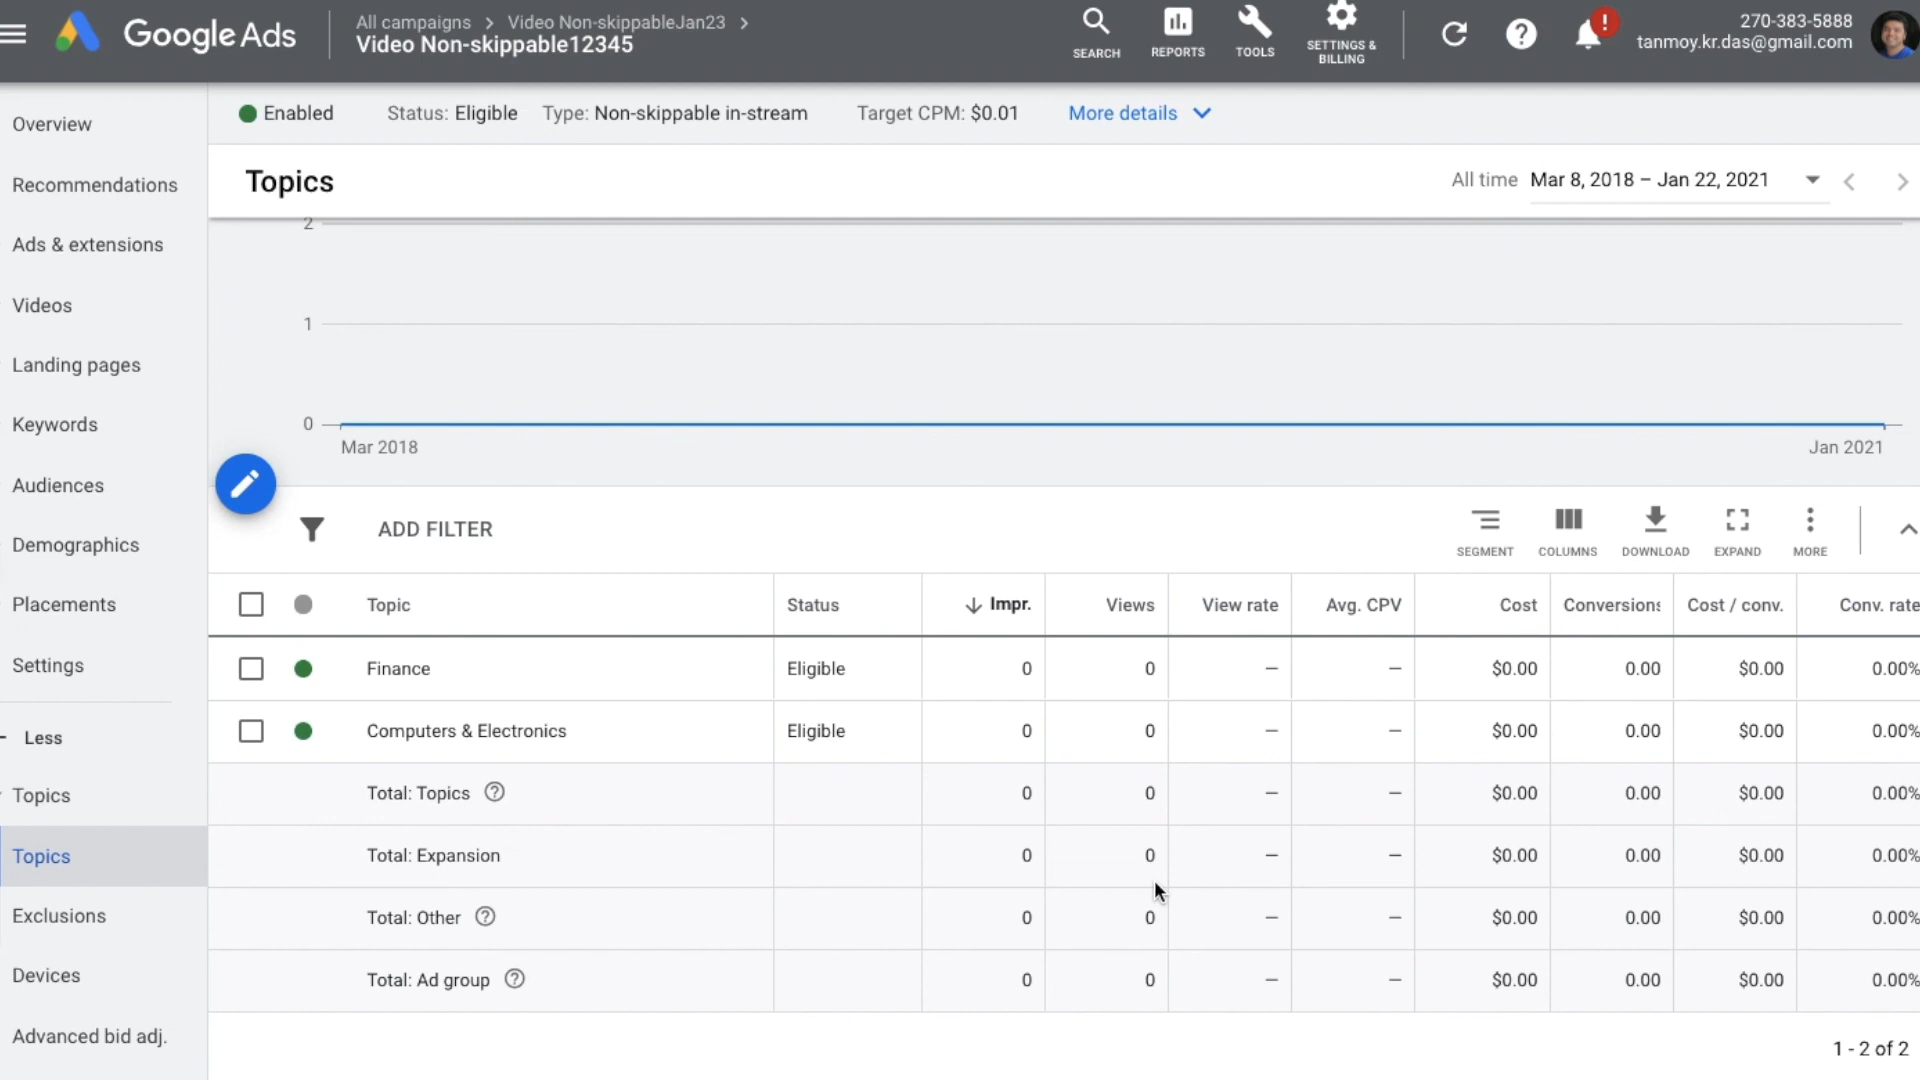 Google Ads
All campaigns > Video Non-skippableJan23 >
Video Non-skippable12345
SEARCH
REPORTS
TOOLS
SETTINGS &
BILLING
!
270-383-5888
tanmoy.kr.das@gmail.com
Overview
Recommendations
Ads & extensions
Videos
Landing pages
Keywords
Audiences
Demographics
Placements
Settings
Less
Topics
Topics
Exclusions
Devices
Advanced bid adj.
Enabled Status: Eligible Type: Non-skippable in-stream Target CPM: $0.01 More details
Topics
All time Mar 8, 2018 – Jan 22, 2021
2
1
0
Mar 2018 Jan 2021
ADD FILTER
SEGMENT COLUMNS DOWNLOAD EXPAND MORE
Topic Status Impr. Views View rate Avg. CPV Cost Conversions Cost / conv. Conv. rate
Finance Eligible 0 0 — — $0.00 0.00 $0.00 0.00%
Computers & Electronics Eligible 0 0 — — $0.00 0.00 $0.00 0.00%
Total: Topics ? 0 0 — — $0.00 0.00 $0.00 0.00%
Total: Expansion 0 0 — — $0.00 0.00 $0.00 0.00%
Total: Other ? 0 0 — — $0.00 0.00 $0.00 0.00%
Total: Ad group ? 0 0 — — $0.00 0.00 $0.00 0.00%
1 - 2 of 2